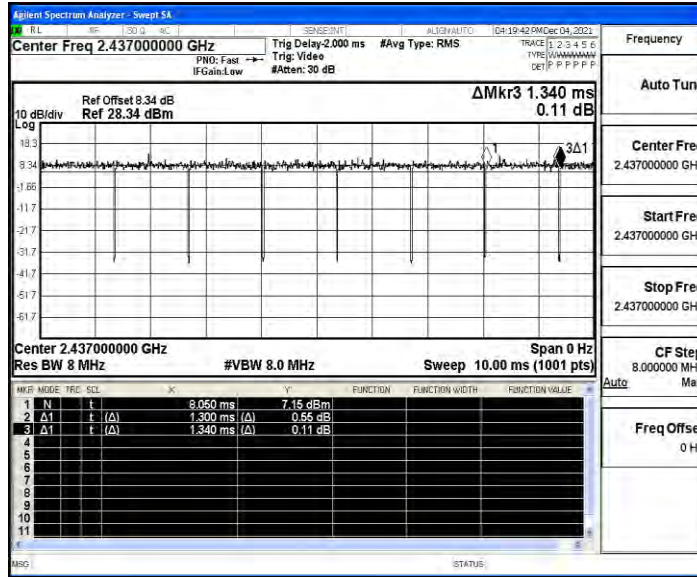 Agilent Spectrum Analyzer - Swept SA
RL RF 50 Ω AC SENSE:INT ALIGN AUTO 04:19:42 PM Dec 04, 2021
Center Freq 2.437000000 GHz
PNO: Fast
IFGain:Low
Trig Delay-2.000 ms
Trig: Video
#Atten: 30 dB
#Avg Type: RMS
TRACE 1 2 3 4 5 6
TYPE WWWWWW
DET P P P P P P
Frequency
Ref Offset 8.34 dB
10 dB/div Ref 28.34 dBm
Log
ΔMkr3 1.340 ms
0.11 dB
Auto Tun
18.3
8.34
-1.66
-11.7
-21.7
-31.7
-41.7
-51.7
-61.7
1
3Δ1
Center Fre
2.437000000 GH
Start Fre
2.437000000 GH
Stop Fre
2.437000000 GH
Center 2.437000000 GHz Span 0 Hz
Res BW 8 MHz #VBW 8.0 MHz Sweep 10.00 ms (1001 pts)
CF Step
8.000000 MH
Auto Ma
MKR MODE TRC SCL X Y FUNCTION FUNCTION WIDTH FUNCTION VALUE
1 N t 8.050 ms 7.15 dBm
2 Δ1 t (Δ) 1.300 ms (Δ) 0.55 dB
3 Δ1 t (Δ) 1.340 ms (Δ) 0.11 dB
4
5
6
7
8
9
10
11
Freq Offse
0 H
MSG STATUS